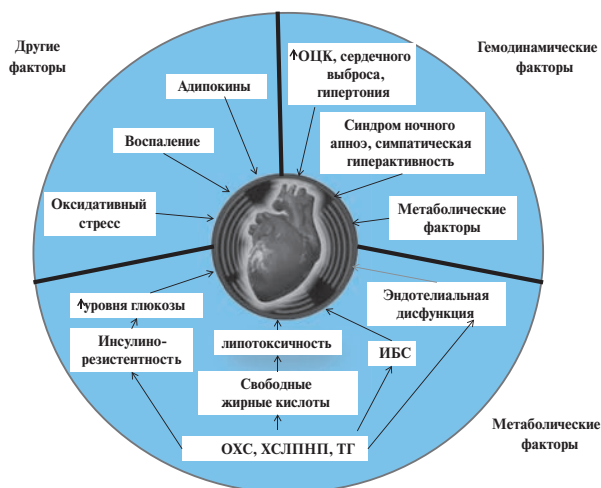 Другие
факторы
Гемодинамические
факторы
↑ОЦК, сердечного
выброса,
гипертония
Адипокины
Синдром ночного
апноэ, симпатическая
гиперактивность
Воспаление
Оксидативный
стресс
Метаболические
факторы
↑уровня глюкозы
Эндотелиальная
дисфункция
Инсулино-
резистентность
липотоксичность
ИБС
Свободные
жирные кислоты
ОХС, ХСЛПНП, ТГ
Метаболические
факторы